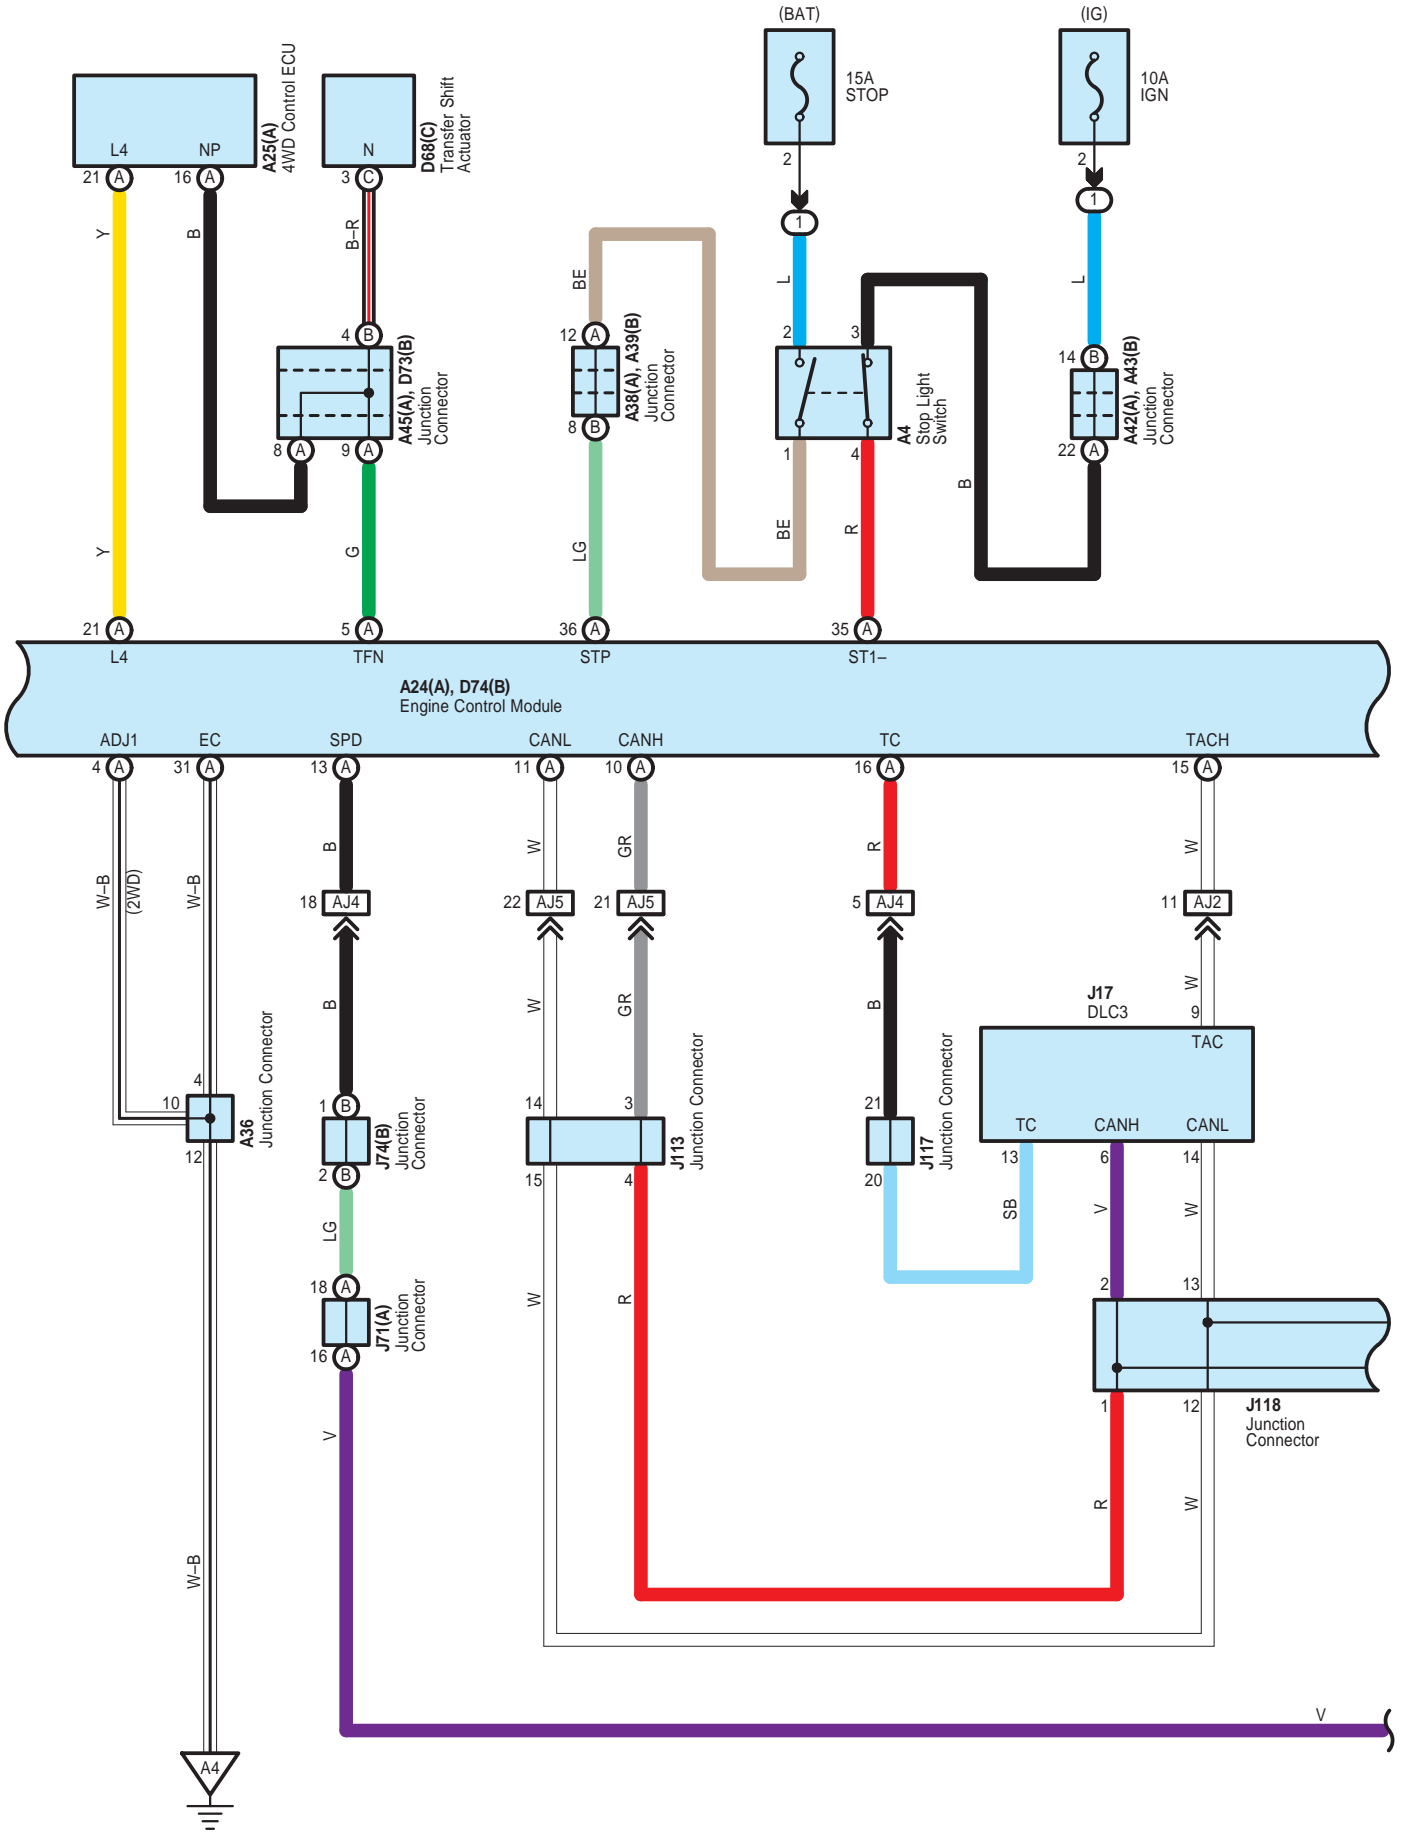 (BAT)
(IG)
15A
STOP
10A
IGN
L4
NP
A25(A)
4WD Control ECU
N
D68(C)
Transfer Shift
Actuator
2
2
21
A
16
A
3
C
1
1
Y
B
B–R
BE
L
L
4
B
A45(A), D73(B)
Junction
Connector
12
A
A38(A), A39(B)
Junction
Connector
2
3
14
B
A42(A), A43(B)
Junction
Connector
8
A
9
A
8
B
1
4
A4
Stop Light
Switch
22
A
Y
G
LG
BE
R
B
21
A
5
A
36
A
35
A
L4
TFN
STP
ST1–
A24(A), D74(B)
Engine Control Module
ADJ1
EC
SPD
CANL
CANH
TC
TACH
4
A
31
A
13
A
11
A
10
A
16
A
15
A
W–B
(2WD)
W–B
B
W
GR
R
W
18
AJ4
22
AJ5
21
AJ5
5
AJ4
11
AJ2
B
W
GR
B
W
J17
DLC3
9
TAC
4
10
12
A36
Junction Connector
1
B
J74(B)
Junction
Connector
2
B
14
3
J113
Junction Connector
15
4
21
J117
Junction Connector
20
TC
CANH
CANL
13
6
14
LG
SB
V
W
18
A
J71(A)
Junction
Connector
16
A
W
R
2
13
1
12
J118
Junction
Connector
V
R
W
W–B
V
A4